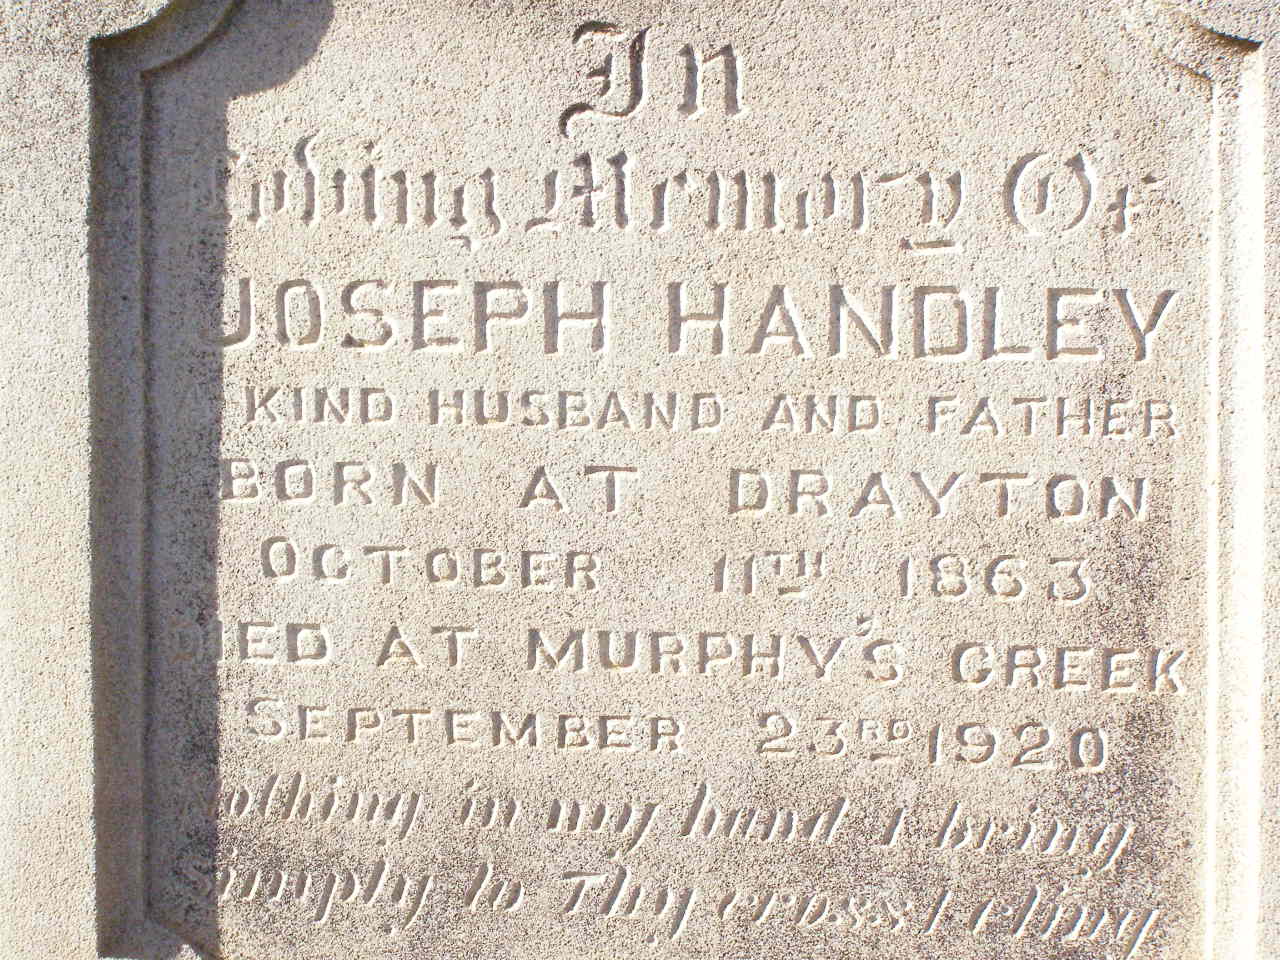 In
Loving Memory Of
JOSEPH HANDLEY
A KIND HUSBAND AND FATHER
BORN AT DRAYTON
OCTOBER 11TH 1863
DIED AT MURPHY'S CREEK
SEPTEMBER 23RD 1920
Nothing in my hand I bring
Simply to Thy cross I cling